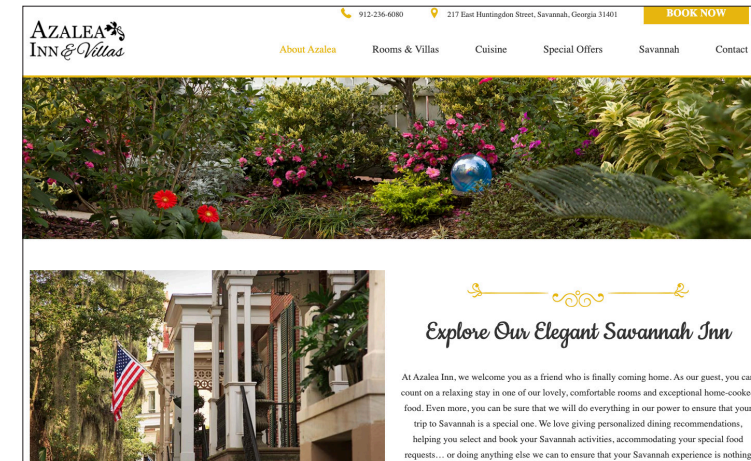 912-236-6080
217 East Huntingdon Street, Savannah, Georgia 31401
BOOK NOW
AZALEA
INN & Villas
About Azalea
Rooms & Villas
Cuisine
Special Offers
Savannah
Contact
Explore Our Elegant Savannah Inn
At Azalea Inn, we welcome you as a friend who is finally coming home. As our guest, you can
count on a relaxing stay in one of our lovely, comfortable rooms and exceptional home-cooke
food. Even more, you can be sure that we will do everything in our power to ensure that your
trip to Savannah is a special one. We love giving personalized dining recommendations,
helping you select and book your Savannah activities, accommodating your special food
requests… or doing anything else we can to ensure that your Savannah experience is nothing